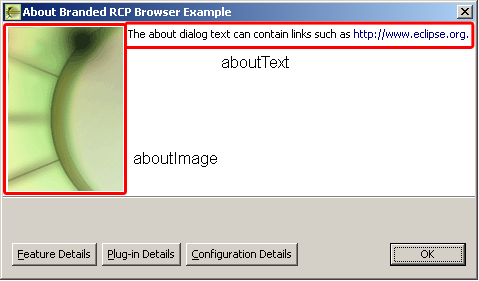 About Branded RCP Browser Example
The about dialog text can contain links such as http://www.eclipse.org.
aboutText
aboutImage
Feature Details Plug-in Details Configuration Details OK